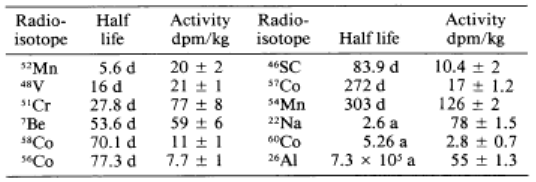 Radio- Half Activity Radio- Activity
isotope life dpm/kg isotope Half life dpm/kg
⁵²Mn 5.6 d 20 ± 2 ⁴⁶SC 83.9 d 10.4 ± 2
⁴⁸V 16 d 21 ± 1 ⁵⁷Co 272 d 17 ± 1.2
⁵¹Cr 27.8 d 77 ± 8 ⁵⁴Mn 303 d 126 ± 2
⁷Be 53.6 d 59 ± 6 ²²Na 2.6 a 78 ± 1.5
⁵⁸Co 70.1 d 11 ± 1 ⁶⁰Co 5.26 a 2.8 ± 0.7
⁵⁶Co 77.3 d 7.7 ± 1 ²⁶Al 7.3 × 10⁵ a 55 ± 1.3